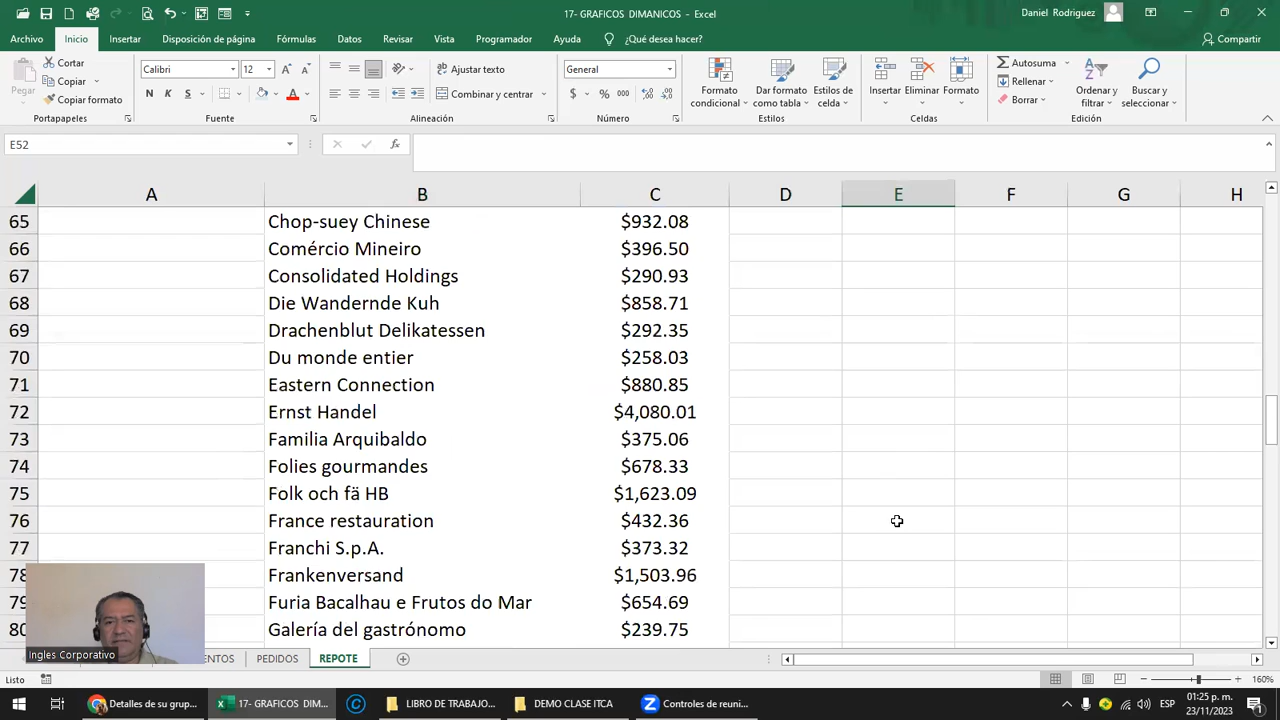 17- GRAFICOS DIMANICOS - Excel
Daniel Rodriguez
Archivo Inicio Insertar Disposición de página Fórmulas Datos Revisar Vista Programador Ayuda ¿Qué desea hacer? Compartir
Pegar
Cortar
Copiar
Copiar formato
Portapapeles
Calibri 12
N K S
Fuente
Ajustar texto
Combinar y centrar
Alineación
General
$ % 000
Número
Formato condicional
Dar formato como tabla
Estilos de celda
Estilos
Insertar Eliminar Formato
Celdas
Autosuma
Rellenar
Borrar
Ordenar y filtrar
Buscar y seleccionar
Edición
E52
fx
A B C D E F G H
65 Chop-suey Chinese $932.08
66 Comércio Mineiro $396.50
67 Consolidated Holdings $290.93
68 Die Wandernde Kuh $858.71
69 Drachenblut Delikatessen $292.35
70 Du monde entier $258.03
71 Eastern Connection $880.85
72 Ernst Handel $4,080.01
73 Familia Arquibaldo $375.06
74 Folies gourmandes $678.33
75 Folk och fä HB $1,623.09
76 France restauration $432.36
77 Franchi S.p.A. $373.32
78 Frankenversand $1,503.96
79 Furia Bacalhau e Frutos do Mar $654.69
80 Galería del gastrónomo $239.75
Ingles Corporativo
ENTOS PEDIDOS REPOTE
Listo 160%
Detalles de su grup... 17- GRAFICOS DIM... LIBRO DE TRABAJO... DEMO CLASE ITCA Controles de reuni... ESP 01:25 p. m.
23/11/2023